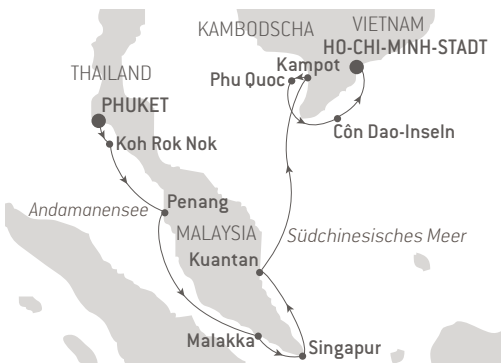 VIETNAM
KAMBODSCHA
HO-CHI-MINH-STADT
Kampot
THAILAND
Phu Quoc
PHUKET
Côn Dao-Inseln
Koh Rok Nok
Penang
Andamanensee
MALAYSIA
Südchinesisches Meer
Kuantan
Malakka
Singapur